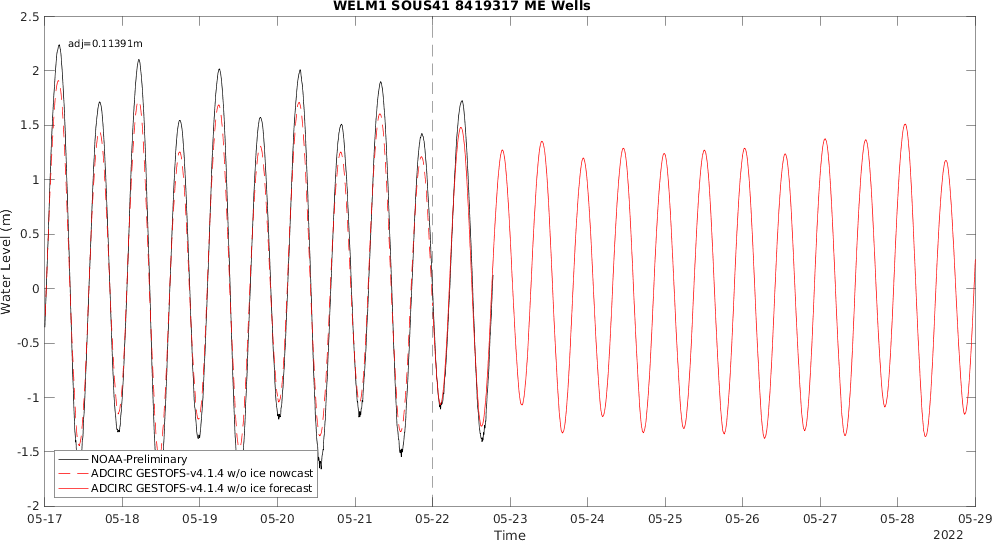 WELM1 SOUS41 8419317 ME Wells
2.5
2
1.5
1
0.5
0
-0.5
-1
-1.5
-2
Water Level (m)
adj=0.11391m
NOAA-Preliminary
ADCIRC GESTOFS-v4.1.4 w/o ice nowcast
ADCIRC GESTOFS-v4.1.4 w/o ice forecast
05-17 05-18 05-19 05-20 05-21 05-22 05-23 05-24 05-25 05-26 05-27 05-28 05-29
Time
2022